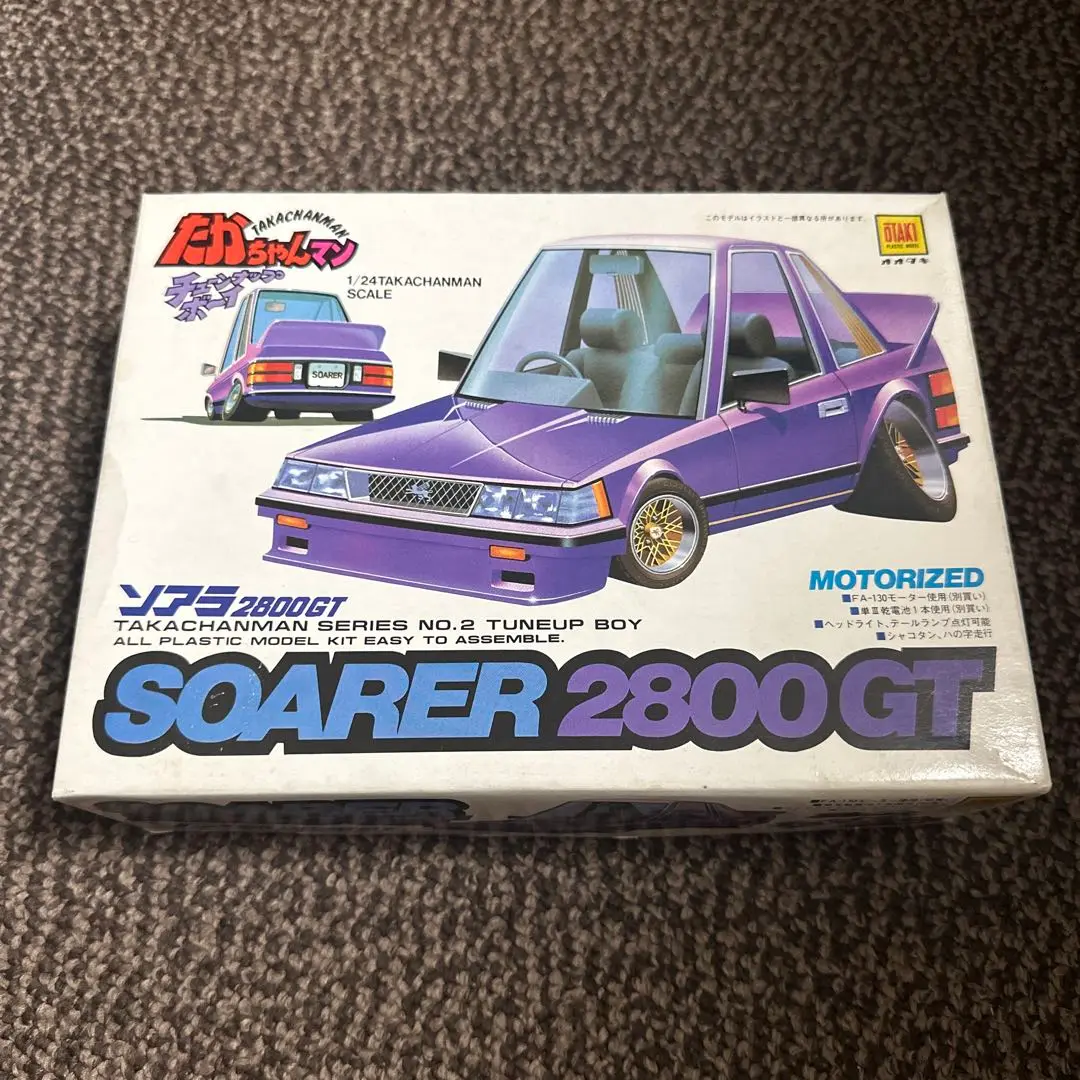 TAKACHANMAN
たかちゃんマン
チューンナップ
ボーイ
1/24TAKACHANMAN
SCALE
このモデルはイラストと一部異なる所があります。
OTAKI
PLASTIC MODEL
オオタキ
SOARER
MOTORIZED
■FA-130モーター使用(別買い)
■単Ⅲ乾電池1本使用(別買い)
■ヘッドライト、テールランプ点灯可能
■シャコタン、ハの字走行
ソアラ2800GT
TAKACHANMAN SERIES NO.2 TUNEUP BOY
ALL PLASTIC MODEL KIT EASY TO ASSEMBLE.
SOARER 2800GT